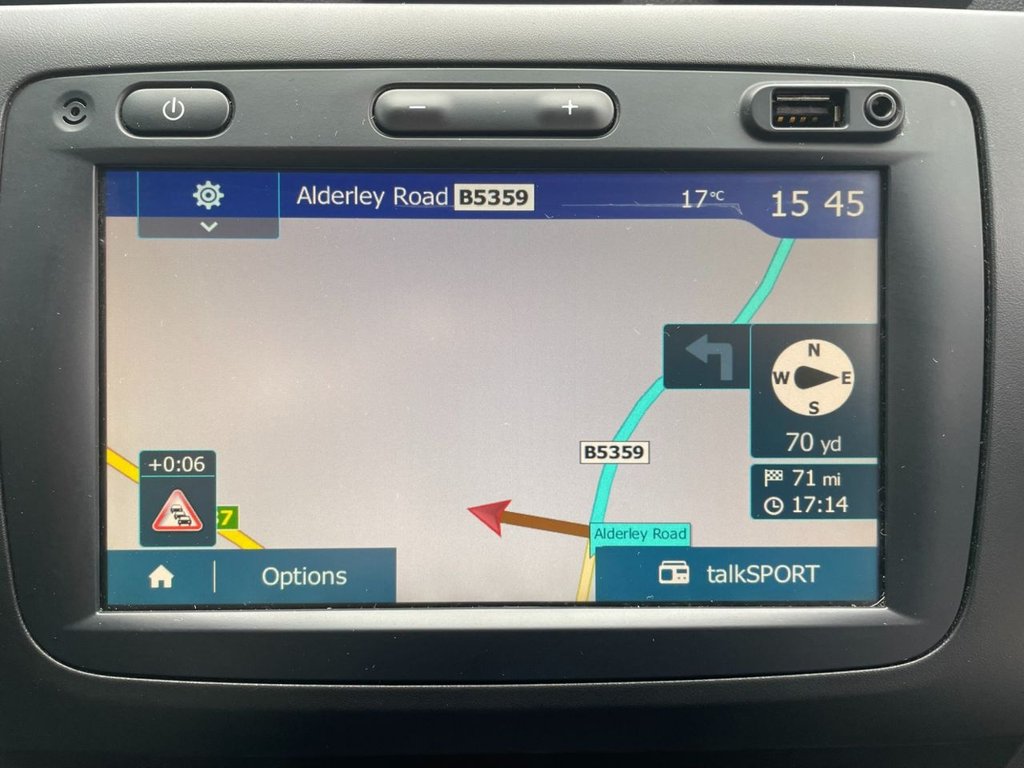 − +
Alderley Road B5359 17°C 15 45
N
W E
S
70 yd
B5359
+0:06
71 mi
17:14
7
Alderley Road
Options
talkSPORT